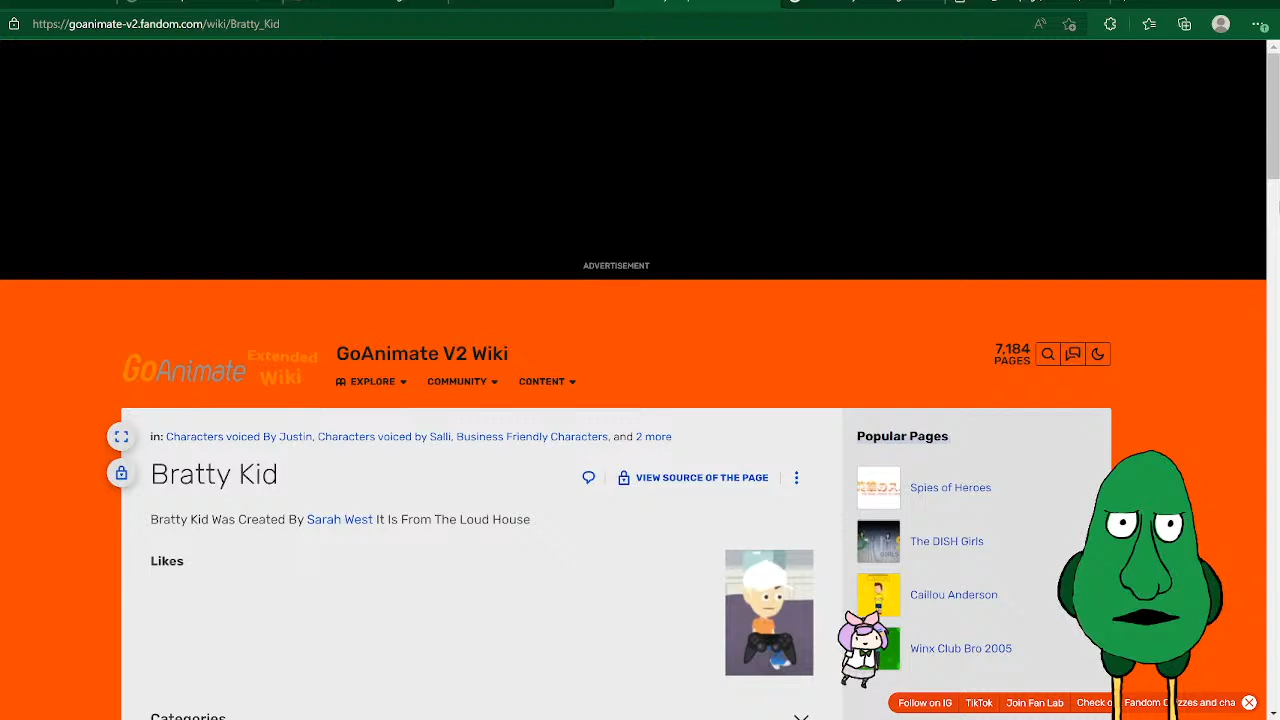 https://goanimate-v2.fandom.com/wiki/Bratty_Kid
ADVERTISEMENT
GoAnimate Extended Wiki
GoAnimate V2 Wiki
7,184 PAGES
EXPLORE COMMUNITY CONTENT
in: Characters voiced By Justin, Characters voiced by Salli, Business Friendly Characters, and 2 more
Bratty Kid
VIEW SOURCE OF THE PAGE
Bratty Kid Was Created By Sarah West It Is From The Loud House
Likes
Categories
Popular Pages
Spies of Heroes
The DISH Girls
Caillou Anderson
Winx Club Bro 2005
Follow on IG TikTok Join Fan Lab Check Fandom and cha